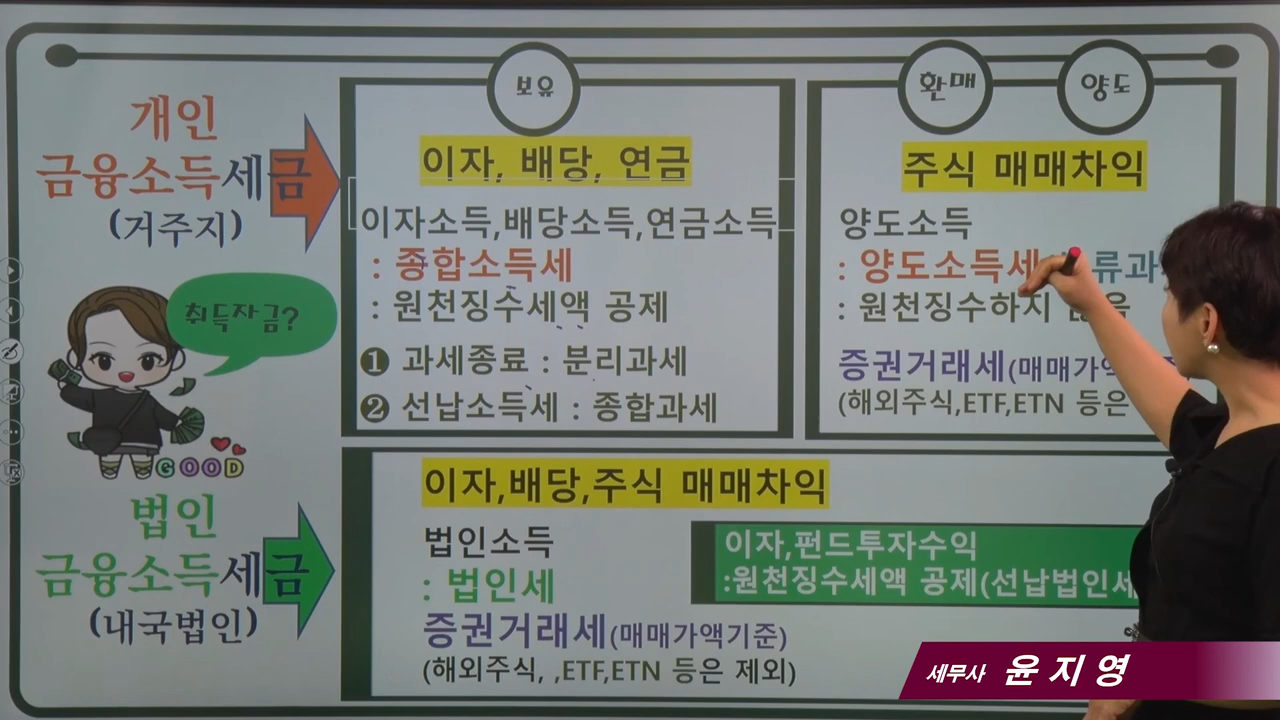 보유
환매
양도
개인
금융소득세금
(거주지)
이자, 배당, 연금
이자소득,배당소득,연금소득
: 종합소득세
: 원천징수세액 공제
❶ 과세종료 : 분리과세
❷ 선납소득세 : 종합과세
주식 매매차익
양도소득
: 양도소득세
: 원천징수하지
증권거래세(매매가액
(해외주식,ETF,ETN 등은
취득자금?
GOOD
법인
금융소득세금
(내국법인)
이자,배당,주식 매매차익
법인소득
: 법인세
증권거래세(매매가액기준)
(해외주식, ,ETF,ETN 등은 제외)
이자,펀드투자수익
:원천징수세액 공제(선납법인세
세무사 윤지영